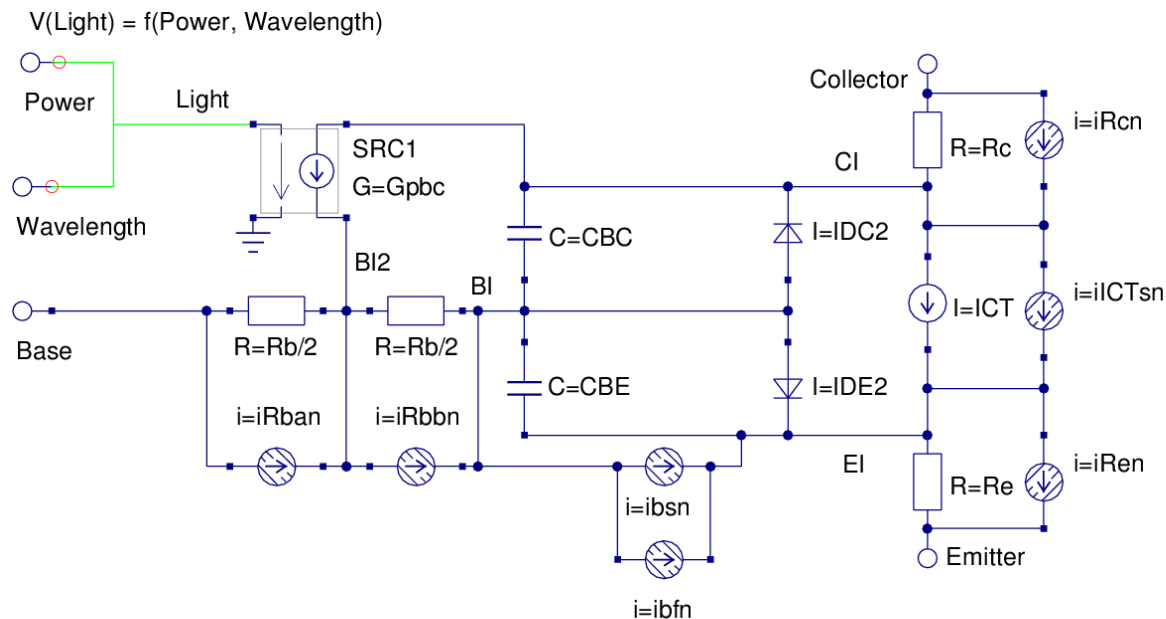 V(Light) = f(Power, Wavelength)
Power
Light
Wavelength
SRC1
G=Gpbc
BI2
BI
Base
R=Rb/2
R=Rb/2
i=iRban
i=iRbbn
C=CBC
C=CBE
I=IDC2
I=IDE2
i=ibsn
i=ibfn
Collector
CI
R=Rc
i=iRcn
I=ICT
i=iICTsn
EI
R=Re
i=iRen
Emitter